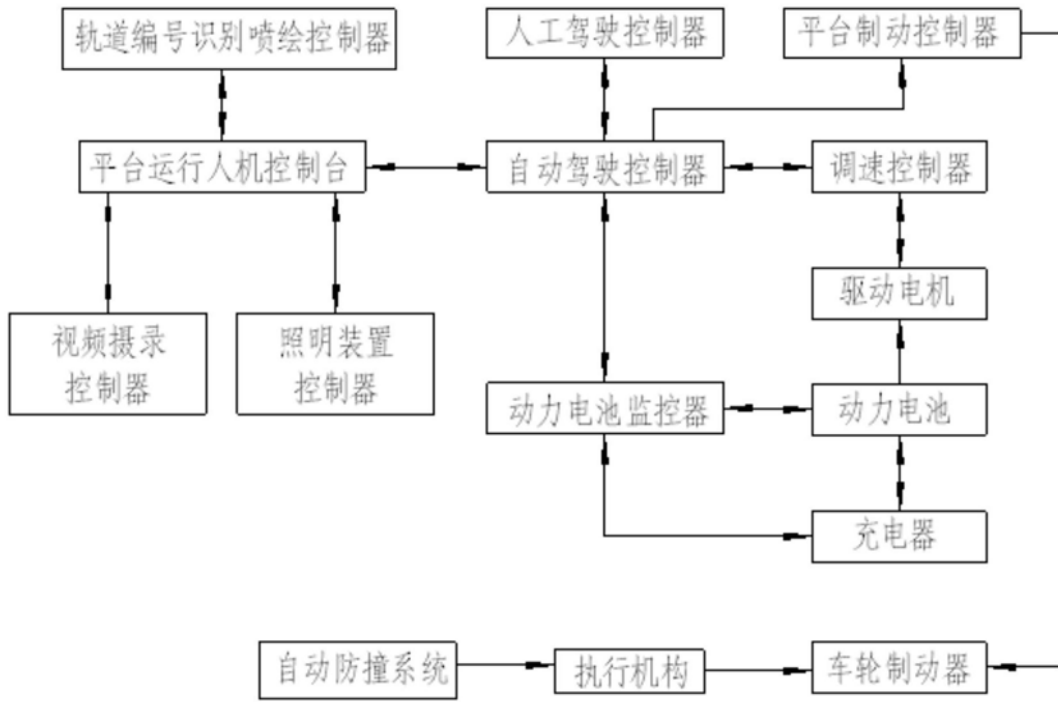 轨道编号识别喷绘控制器
人工驾驶控制器
平台制动控制器
平台运行人机控制台
自动驾驶控制器
调速控制器
驱动电机
视频摄录
控制器
照明装置
控制器
动力电池监控器
动力电池
充电器
自动防撞系统
执行机构
车轮制动器